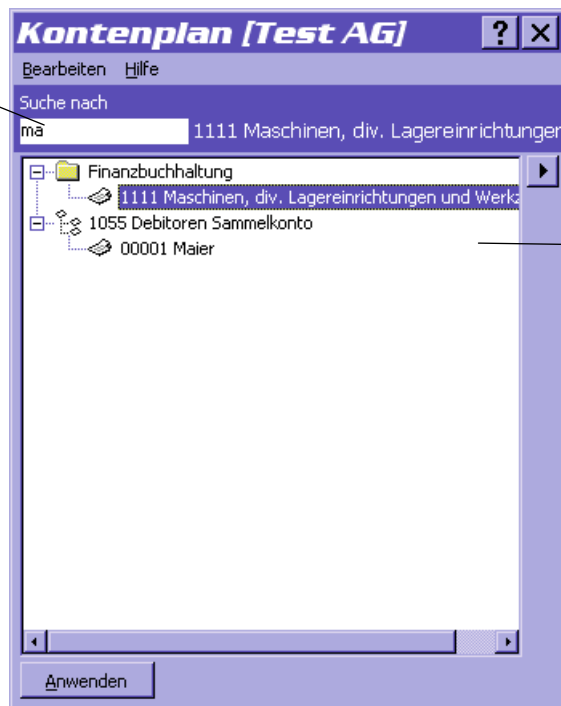 Kontenplan [Test AG]
Bearbeiten Hilfe
Suche nach
ma 1111 Maschinen, div. Lagereinrichtungen
Finanzbuchhaltung
1111 Maschinen, div. Lagereinrichtungen und Werkz
1055 Debitoren Sammelkonto
00001 Maier
Anwenden